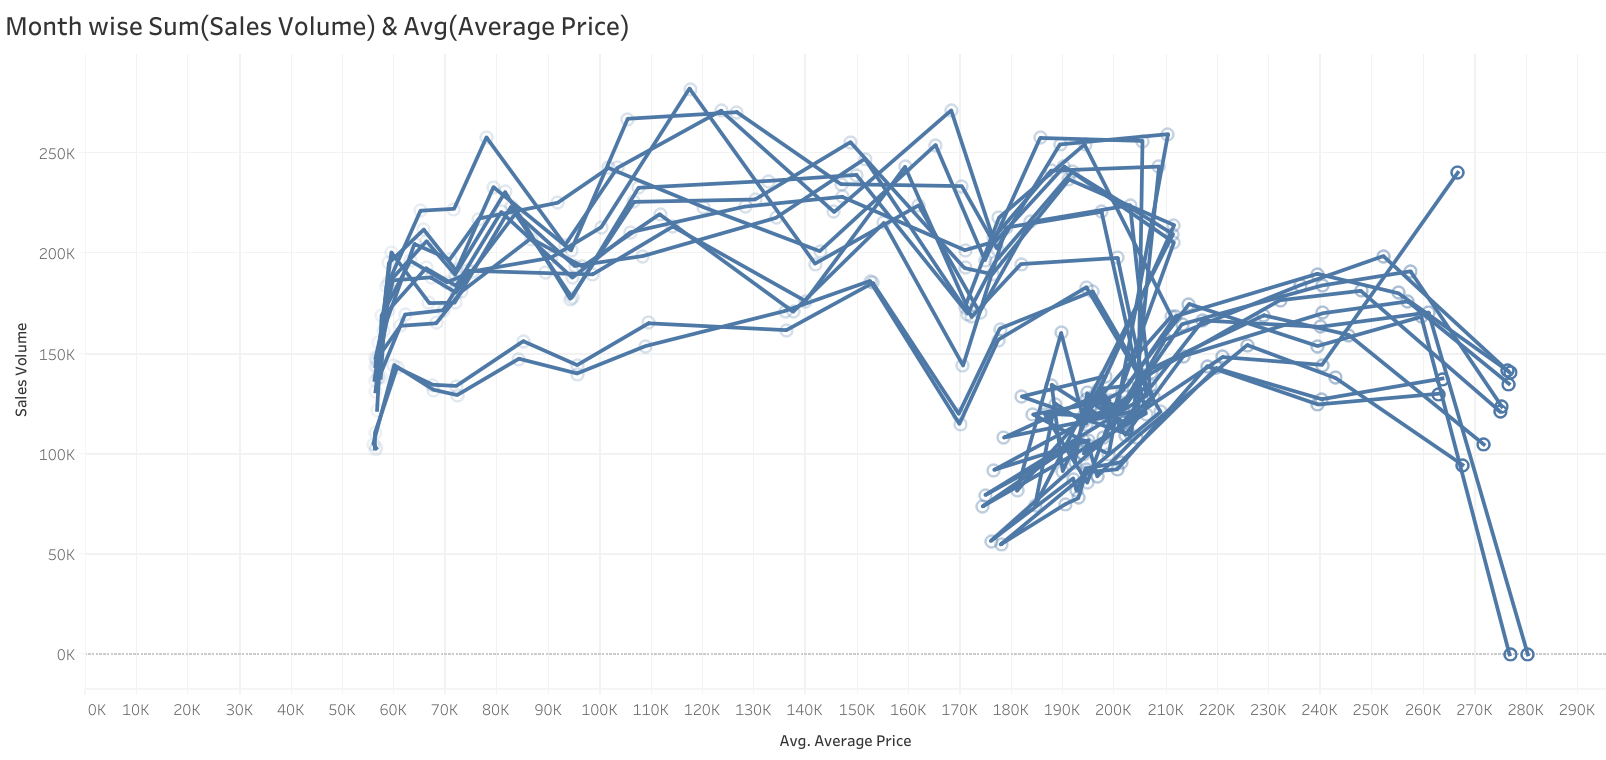 Month wise Sum(Sales Volume) & Avg(Average Price)
250K
200K
150K
100K
50K
0K
Sales Volume
0K 10K 20K 30K 40K 50K 60K 70K 80K 90K 100K 110K 120K 130K 140K 150K 160K 170K 180K 190K 200K 210K 220K 230K 240K 250K 260K 270K 280K 290K
Avg. Average Price